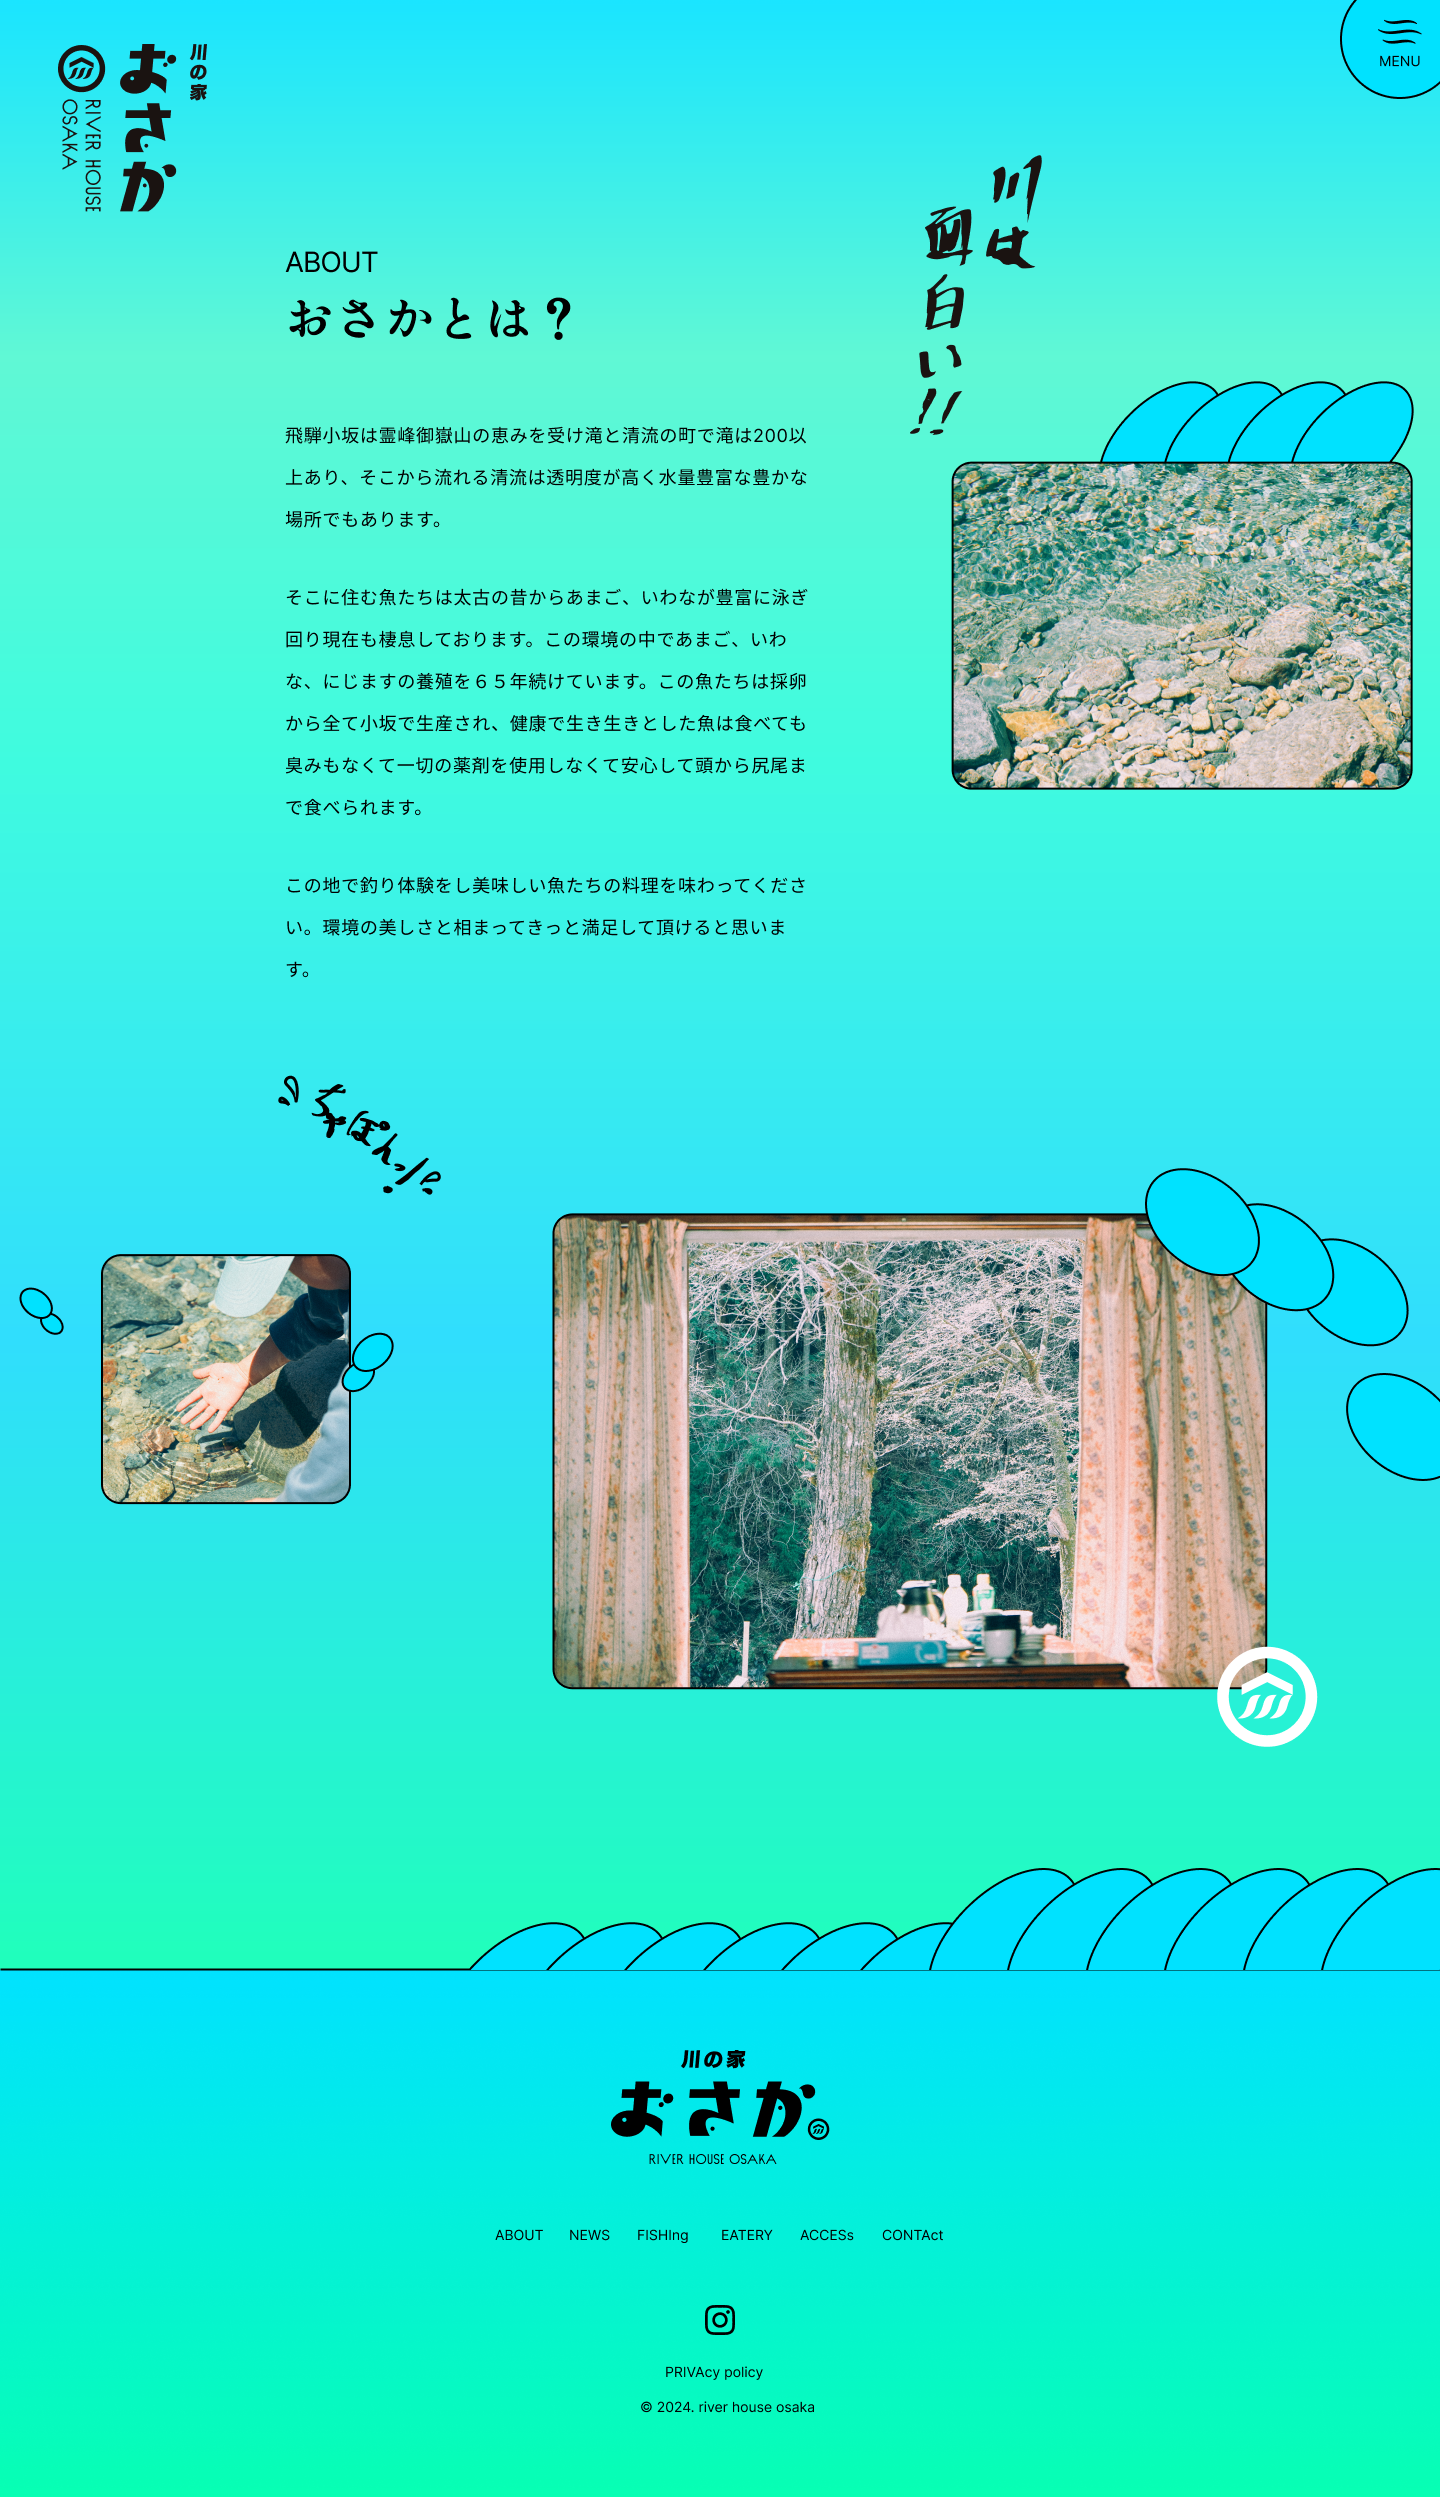 川の家
おさか
RIVER HOUSE
OSAKA
MENU
川は
面白い!!
ABOUT
おさかとは？
飛騨小坂は霊峰御嶽山の恵みを受け滝と清流の町で滝は200以
上あり、そこから流れる清流は透明度が高く水量豊富な豊かな
場所でもあります。
そこに住む魚たちは太古の昔からあまご、いわなが豊富に泳ぎ
回り現在も棲息しております。この環境の中であまご、いわ
な、にじますの養殖を６５年続けています。この魚たちは採卵
から全て小坂で生産され、健康で生き生きとした魚は食べても
臭みもなくて一切の薬剤を使用しなくて安心して頭から尻尾ま
で食べられます。
この地で釣り体験をし美味しい魚たちの料理を味わってくださ
い。環境の美しさと相まってきっと満足して頂けると思いま
す。
ちゃぽんっ!
川の家
おさか
RIVER HOUSE OSAKA
ABOUT NEWS FISHIng EATERY ACCESs CONTAct
PRIVAcy policy
© 2024. river house osaka